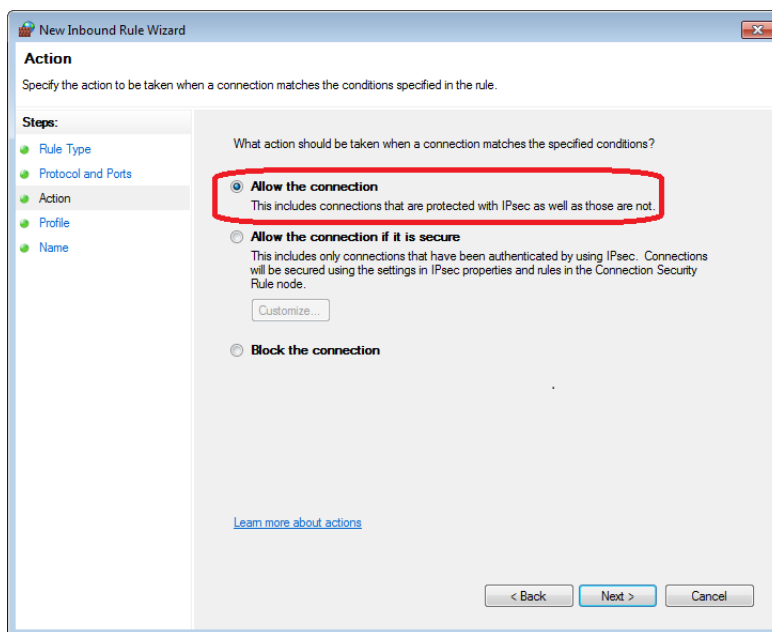 New Inbound Rule Wizard
Action
Specify the action to be taken when a connection matches the conditions specified in the rule.
Steps:
Rule Type
Protocol and Ports
Action
Profile
Name
What action should be taken when a connection matches the specified conditions?
Allow the connection
This includes connections that are protected with IPsec as well as those are not.
Allow the connection if it is secure
This includes only connections that have been authenticated by using IPsec. Connections
will be secured using the settings in IPsec properties and rules in the Connection Security
Rule node.
Customize...
Block the connection
Learn more about actions
< Back
Next >
Cancel